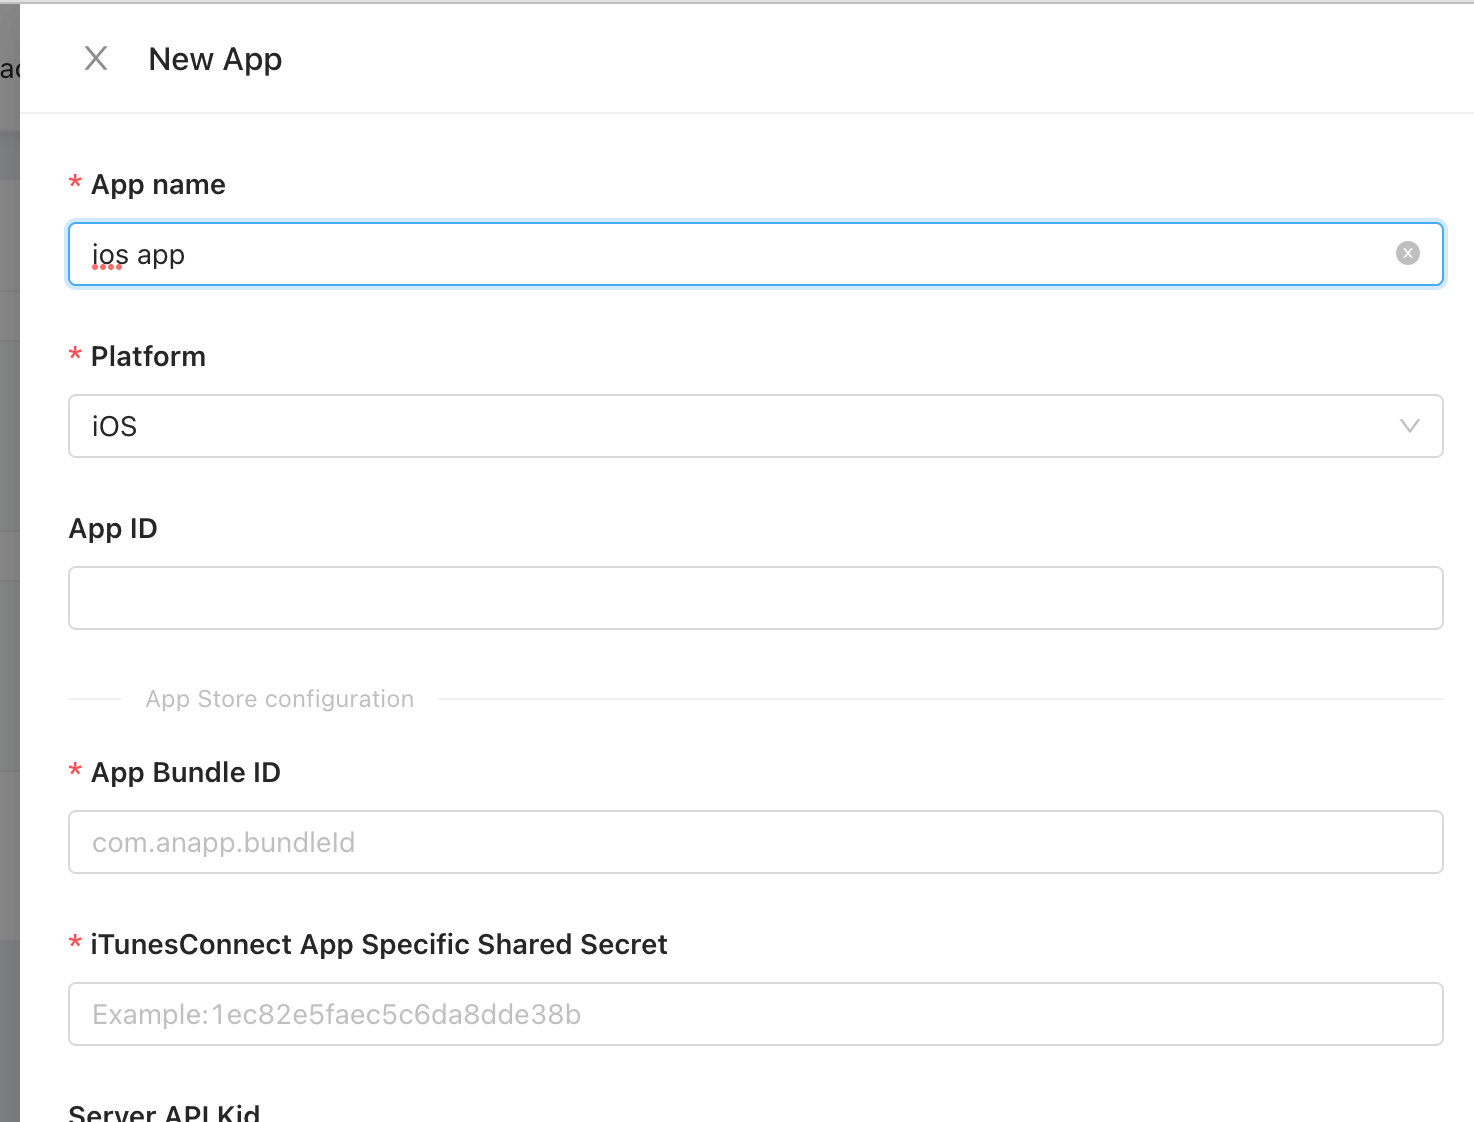 New App
* App name
ios app
* Platform
iOS
App ID
App Store configuration
* App Bundle ID
com.anapp.bundleId
* iTunesConnect App Specific Shared Secret
Example:1ec82e5faec5c6da8dde38b
Server API Kid